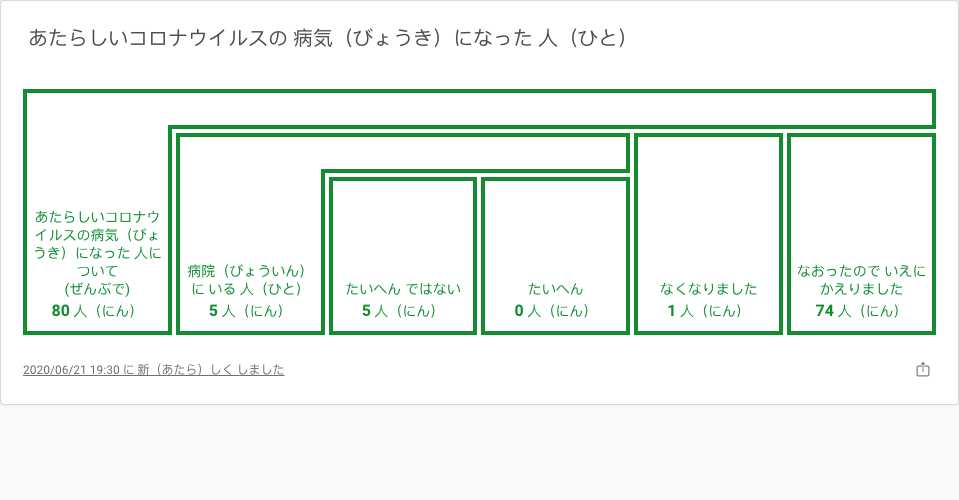 あたらしいコロナウイルスの 病気（びょうき）になった 人（ひと）
あたらしいコロナウ
イルスの病気（びょ
うき）になった 人に
ついて
(ぜんぶで)
80 人（にん）
病院（びょういん）
に いる 人（ひと）
5 人（にん）
たいへん ではない
5 人（にん）
たいへん
0 人（にん）
なくなりました
1 人（にん）
なおったので いえに
かえりました
74 人（にん）
2020/06/21 19:30 に 新（あたら）しく しました